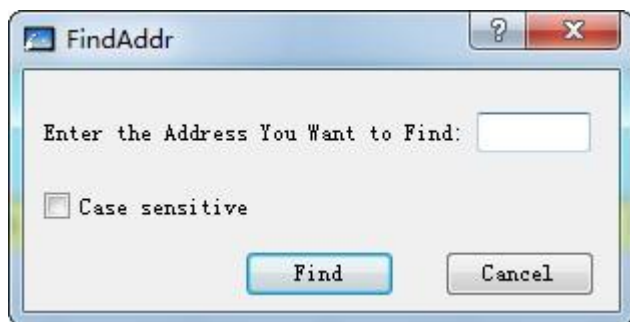 FindAddr
?
Enter the Address You Want to Find:
Case sensitive
Find Cancel